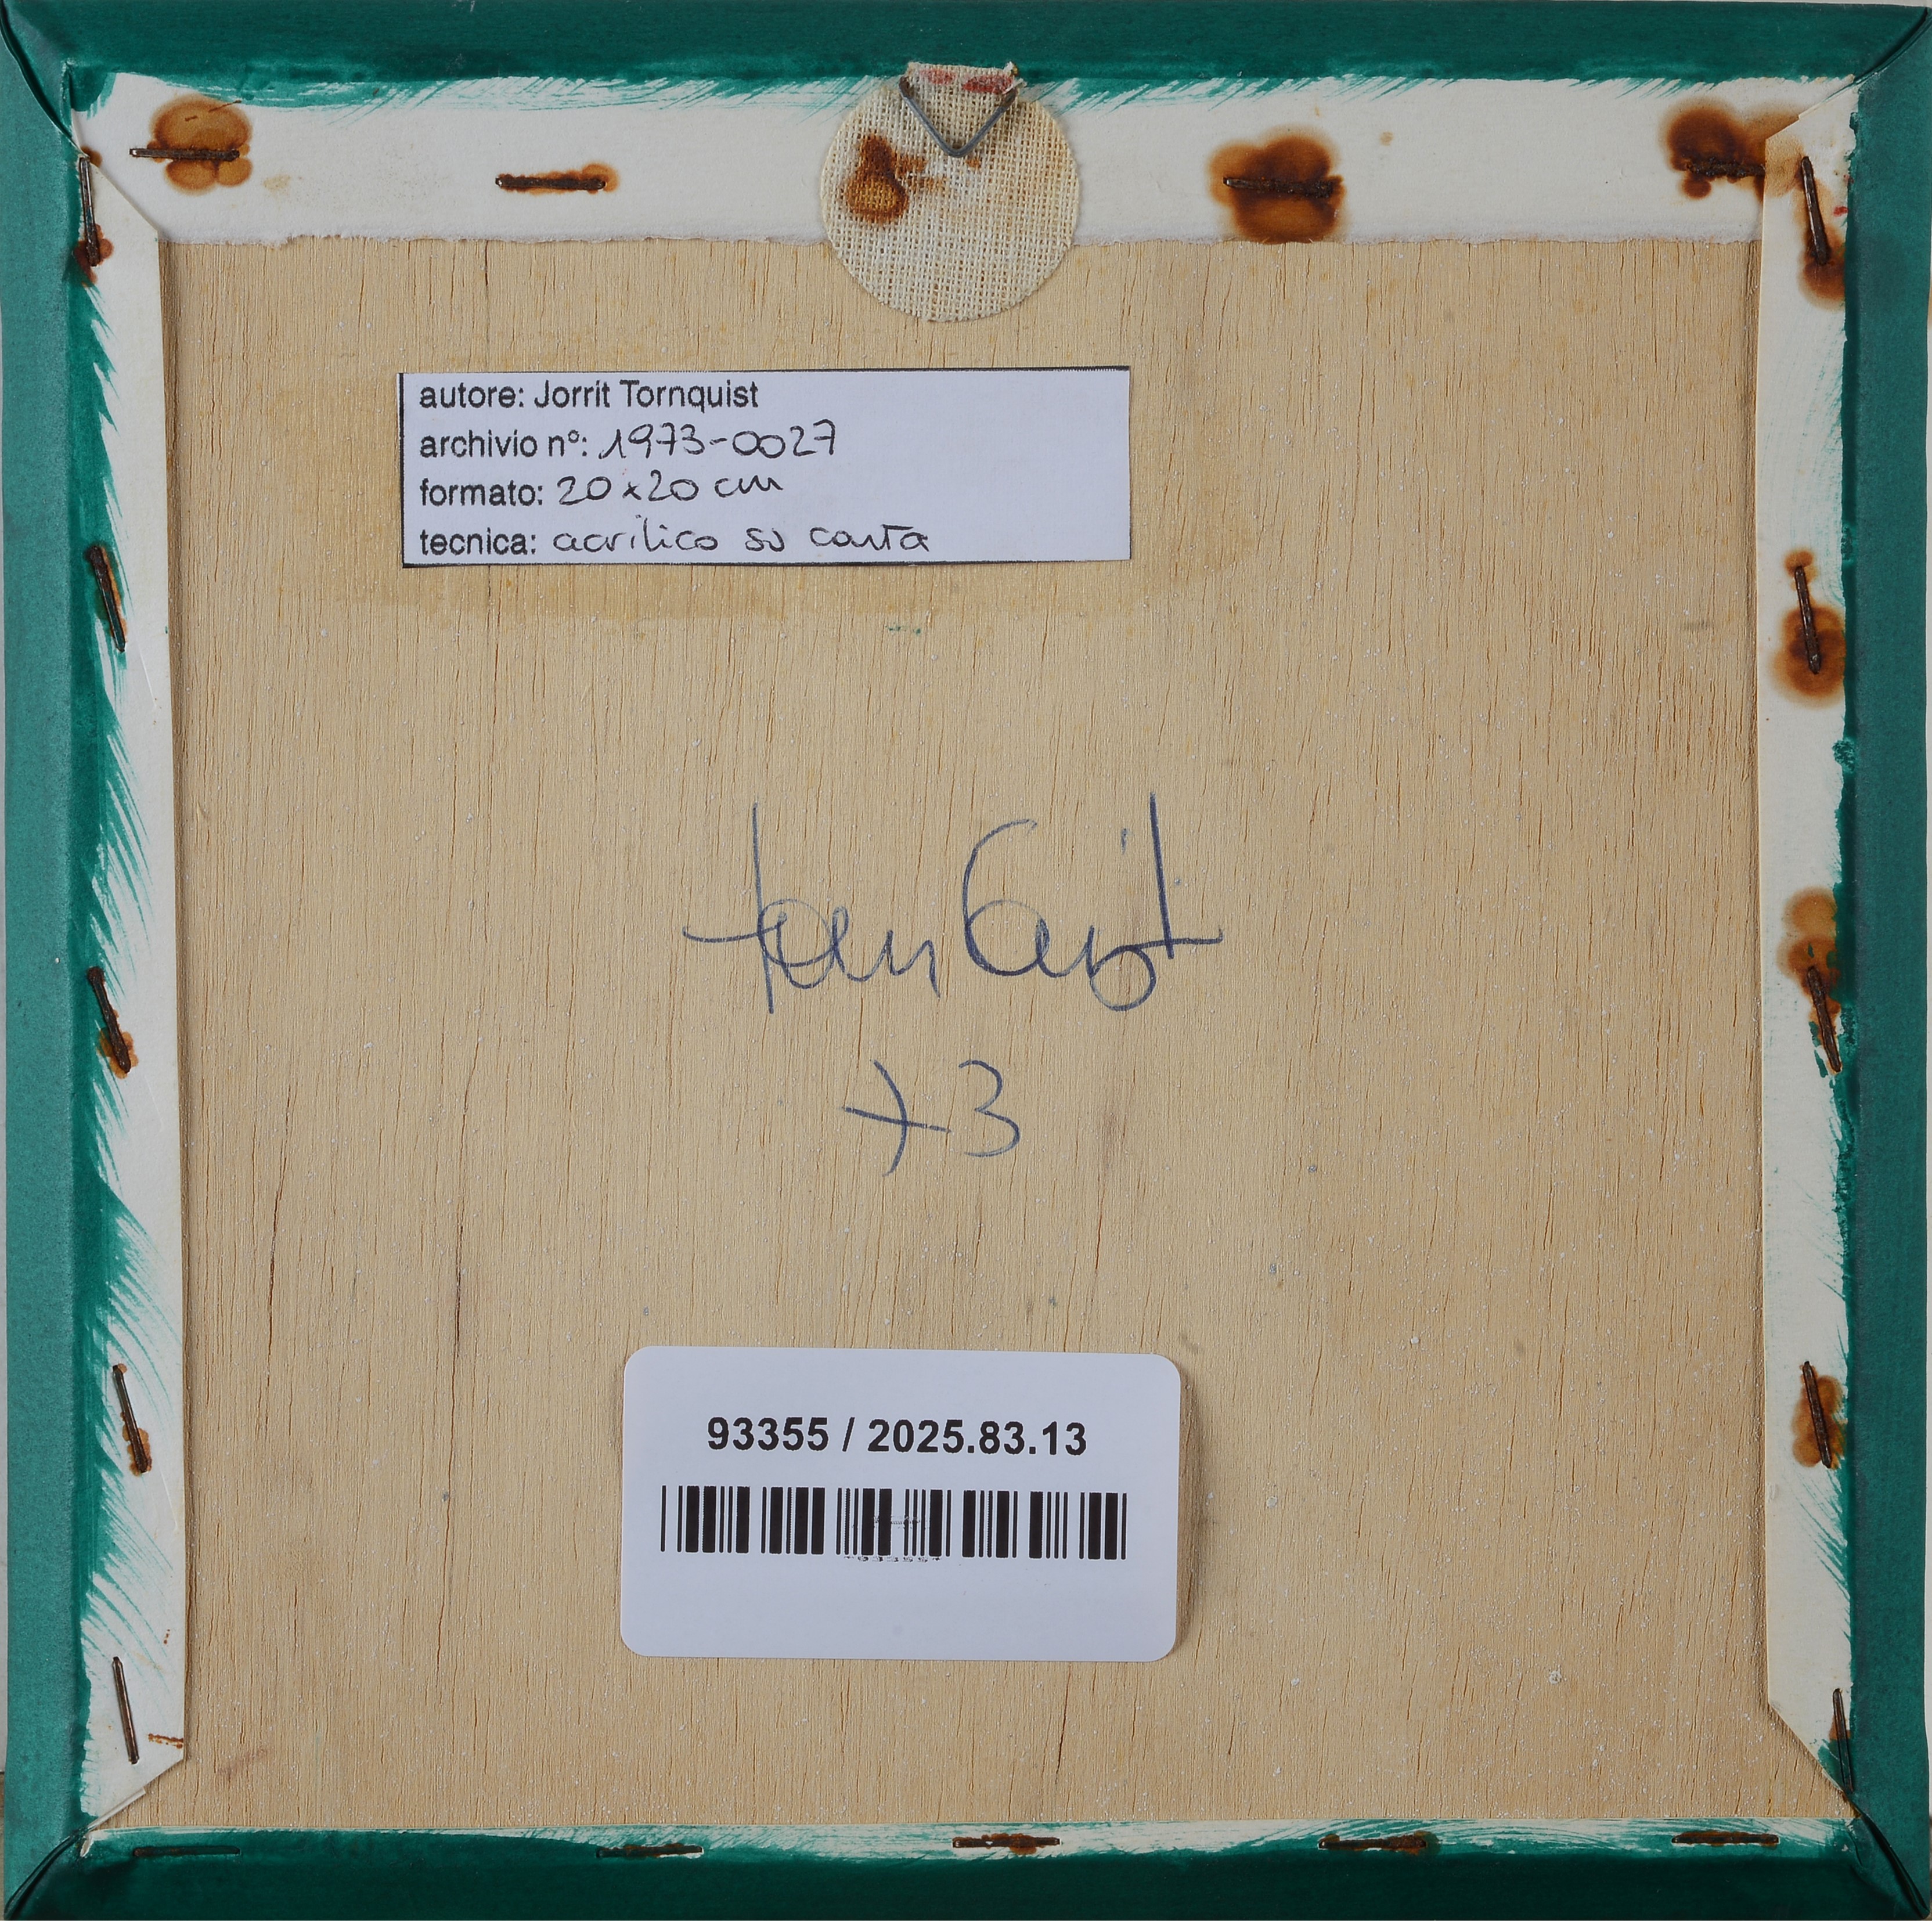 autore: Jorrit Tornquist
archivio n°: 1973-0027
formato: 20x20 cm
tecnica: acrilico su carta
tornquist
73
93355 / 2025.83.13
*93355*